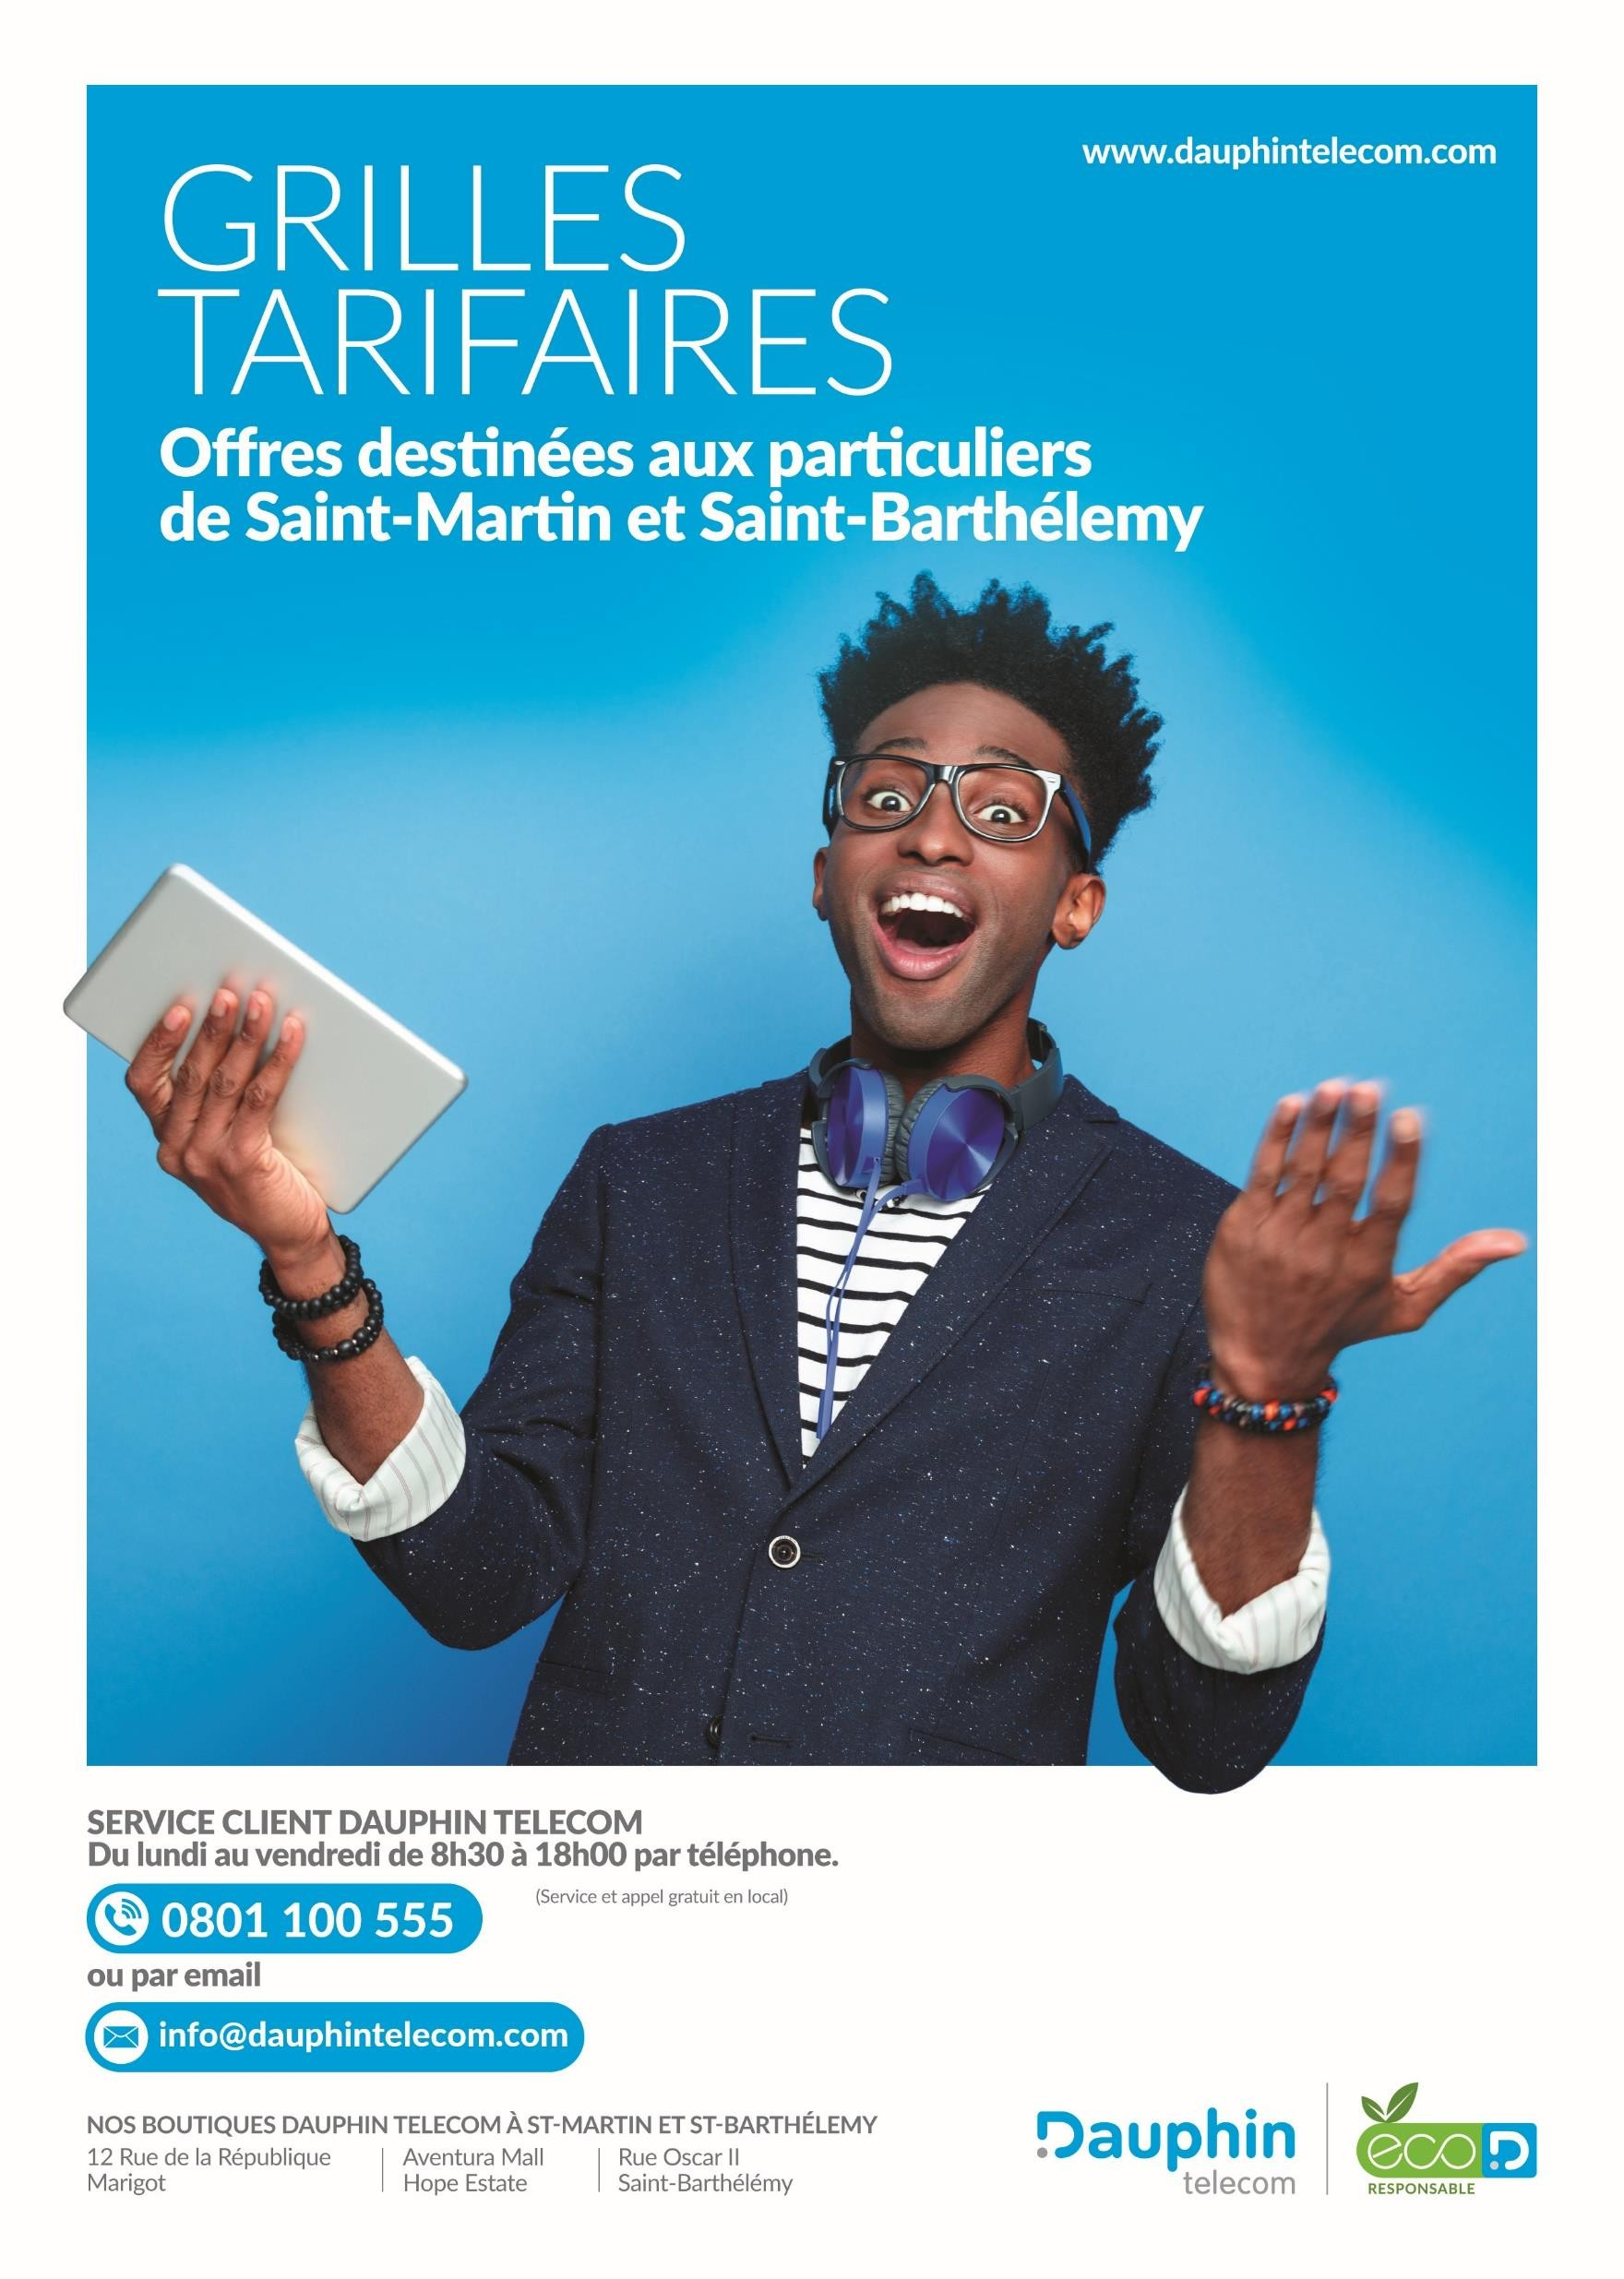 www.dauphintelecom.com
GRILLES
TARIFAIRES
Offres destinées aux particuliers
de Saint-Martin et Saint-Barthélemy
SERVICE CLIENT DAUPHIN TELECOM
Du lundi au vendredi de 8h30 à 18h00 par téléphone.
0801 100 555
(Service et appel gratuit en local)
ou par email
info@dauphintelecom.com
NOS BOUTIQUES DAUPHIN TELECOM À ST-MARTIN ET ST-BARTHÉLEMY
12 Rue de la République
Marigot
Aventura Mall
Hope Estate
Rue Oscar II
Saint-Barthélémy
Dauphin
telecom
eco D
RESPONSABLE